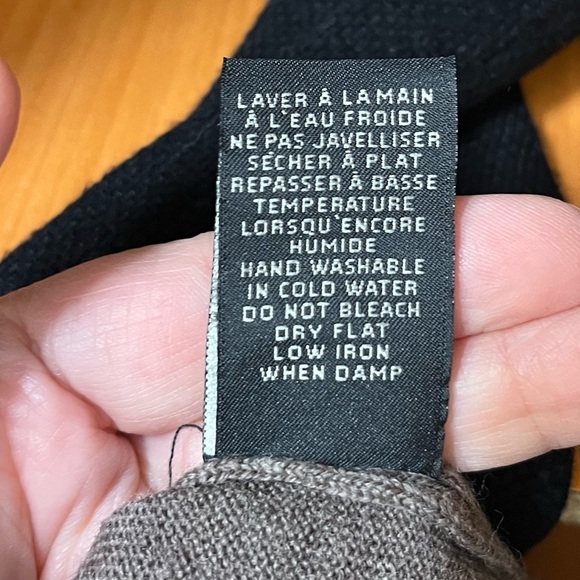 LAVER À LA MAIN
À L'EAU FROIDE
NE PAS JAVELLISER
SÉCHER À PLAT
REPASSER À BASSE
TEMPERATURE
LORSQU'ENCORE
HUMIDE
HAND WASHABLE
IN COLD WATER
DO NOT BLEACH
DRY FLAT
LOW IRON
WHEN DAMP